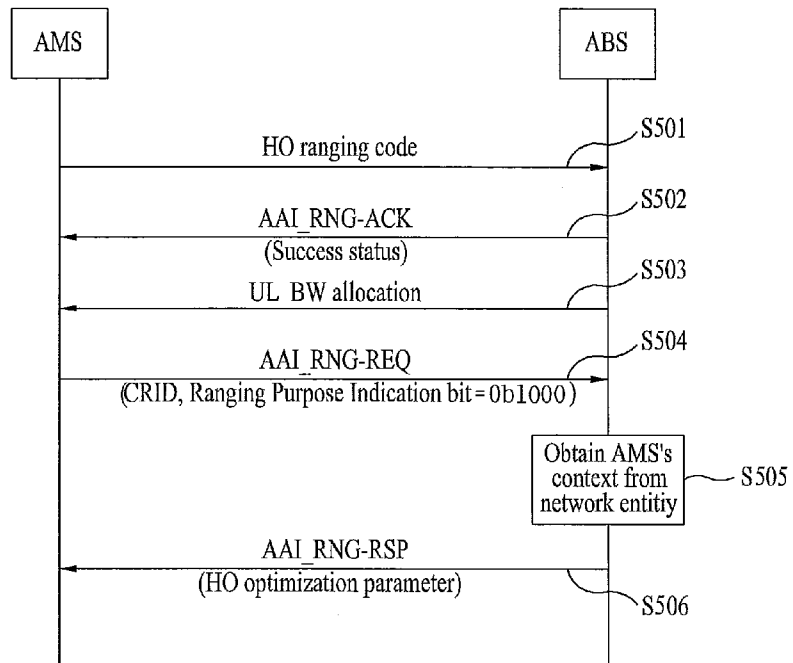 AMS
ABS
HO ranging code
S501
AAI_RNG-ACK
(Success status)
S502
UL BW allocation
S503
AAI_RNG-REQ
(CRID, Ranging Purpose Indication bit=0b1000)
S504
Obtain AMS's
context from
network entitiy
S505
AAI_RNG-RSP
(HO optimization parameter)
S506